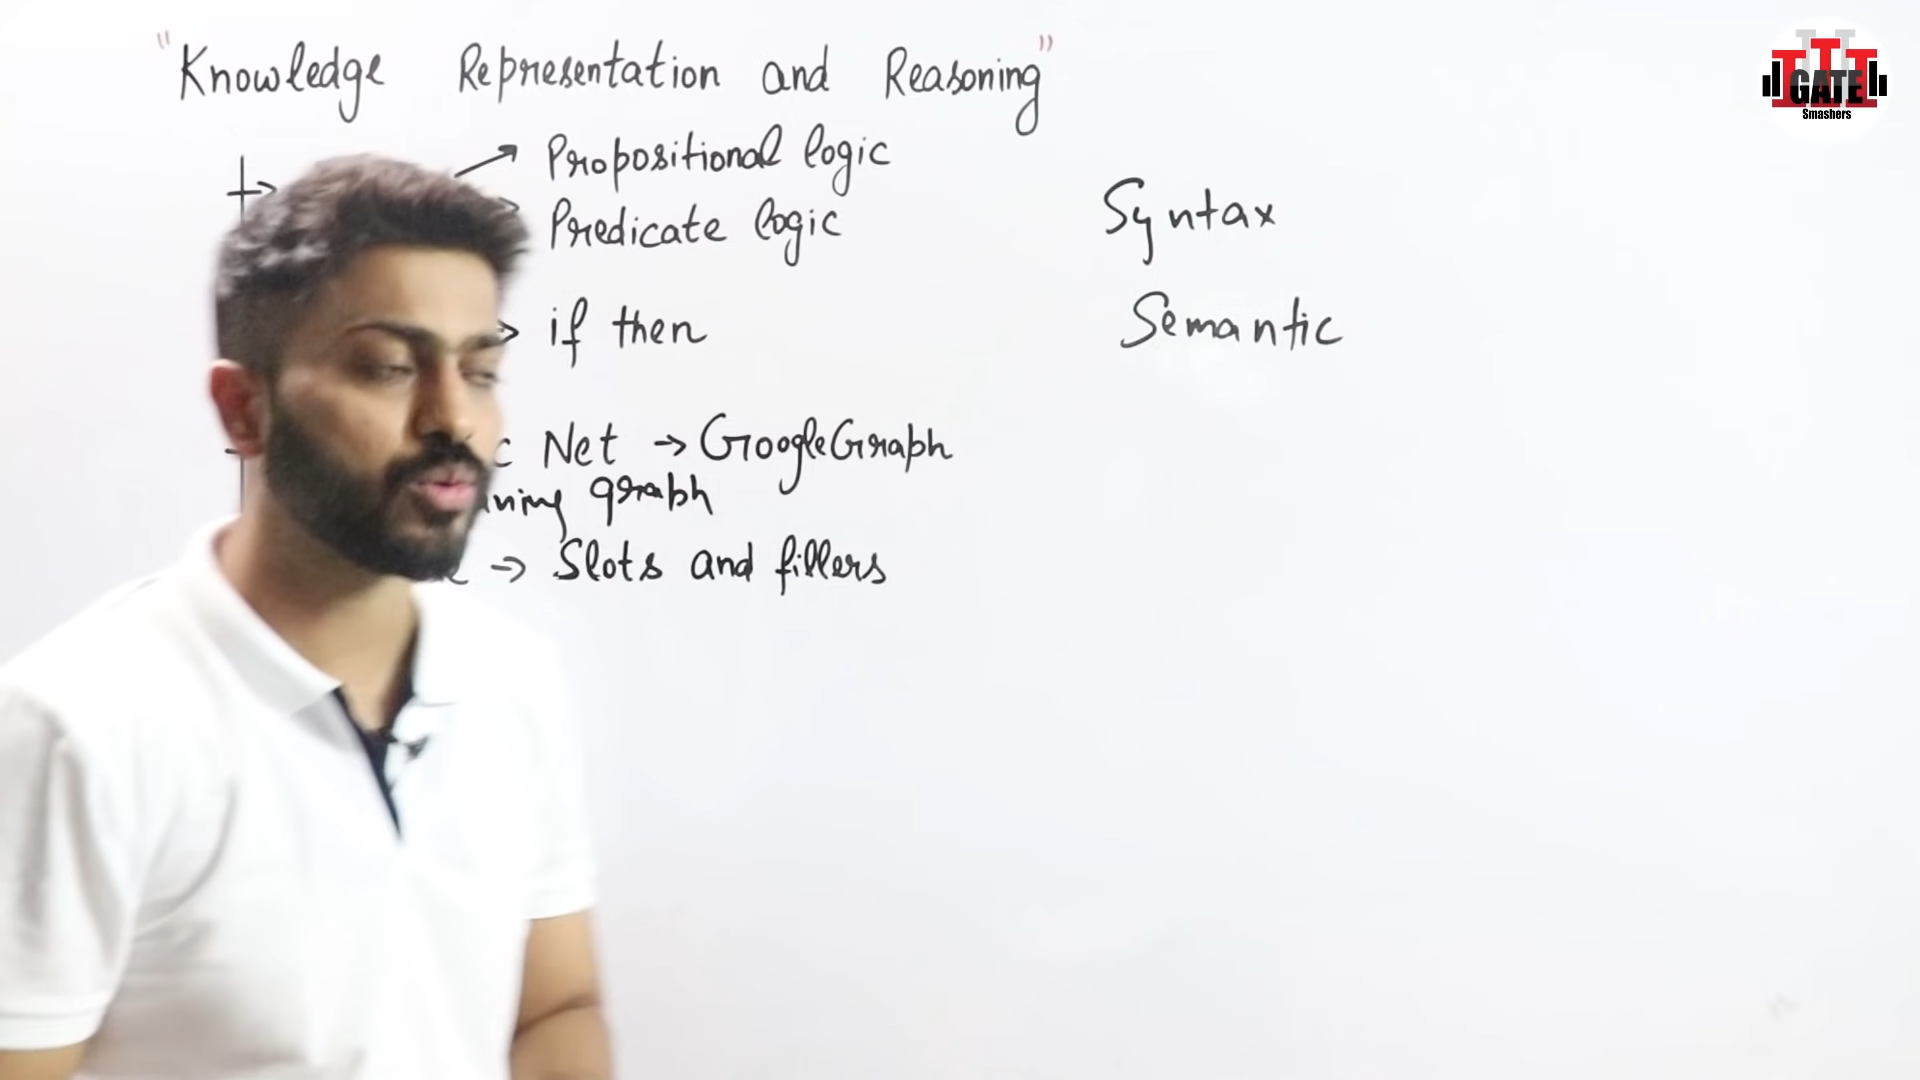 "Knowledge Representation and Reasoning"
Propositional logic
Predicate logic
if then
Net → GoogleGraph
graph
→ Slots and fillers
Syntax
Semantic
GATE
Smashers